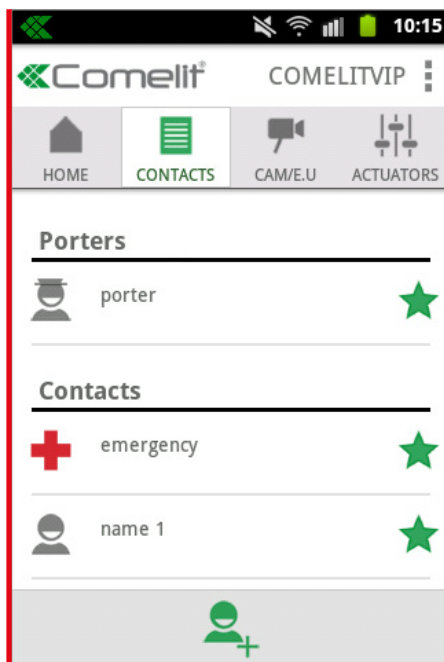 10:15
Comelit® COMELITVIP
HOME CONTACTS CAM/E.U ACTUATORS
Porters
porter
Contacts
emergency
name 1